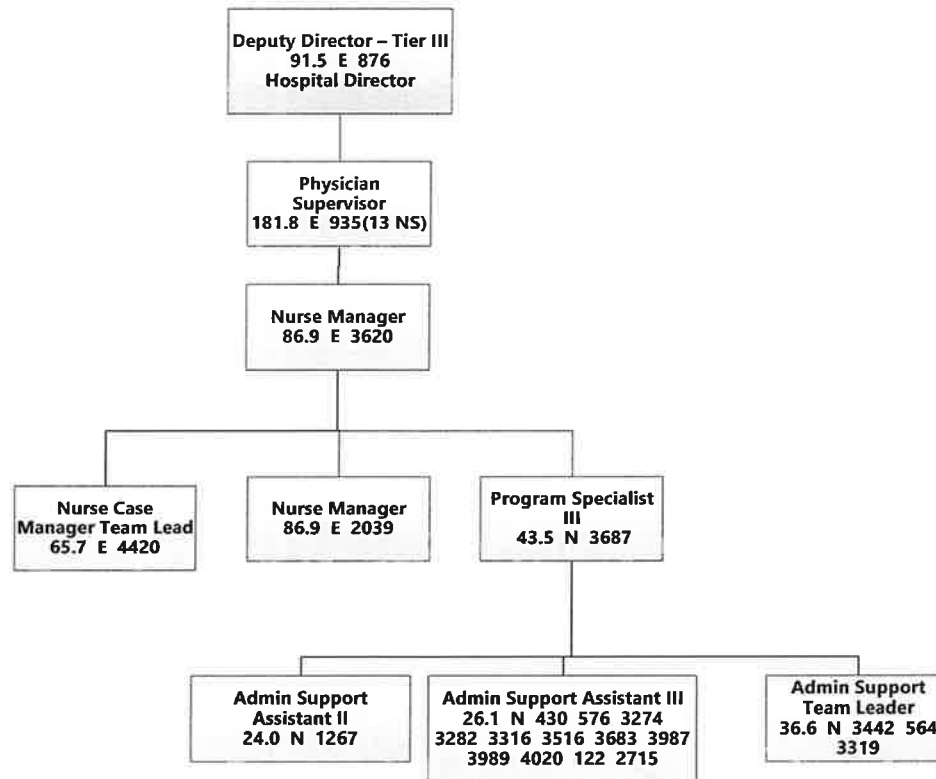 Deputy Director – Tier III
91.5 E 876
Hospital Director
Physician
Supervisor
181.8 E 935(13 NS)
Nurse Manager
86.9 E 3620
Nurse Case
Manager Team Lead
65.7 E 4420
Nurse Manager
86.9 E 2039
Program Specialist
III
43.5 N 3687
Admin Support
Assistant II
24.0 N 1267
Admin Support Assistant III
26.1 N 430 576 3274
3282 3316 3516 3683 3987
3989 4020 122 2715
Admin Support
Team Leader
36.6 N 3442 564
3319